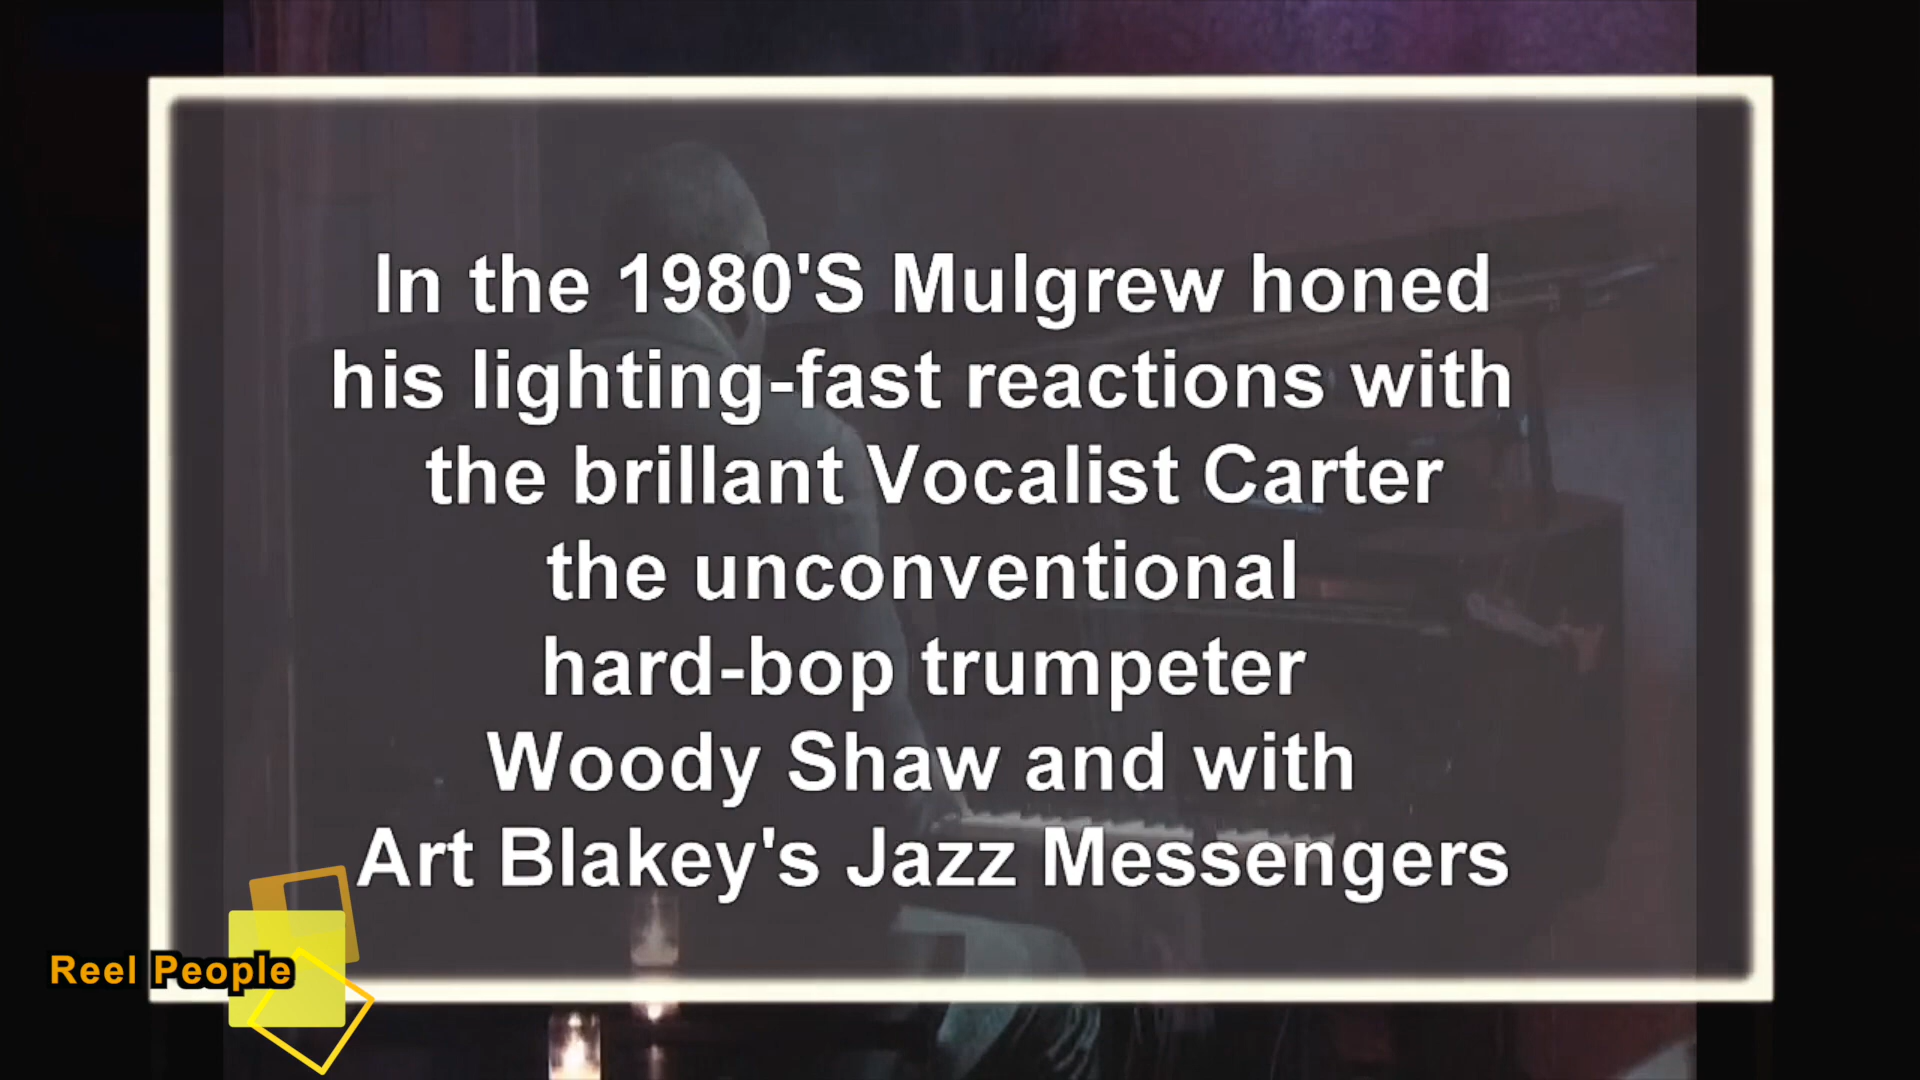 In the 1980'S Mulgrew honed
his lighting-fast reactions with
the brillant Vocalist Carter
the unconventional
hard-bop trumpeter
Woody Shaw and with
Art Blakey's Jazz Messengers
Reel People